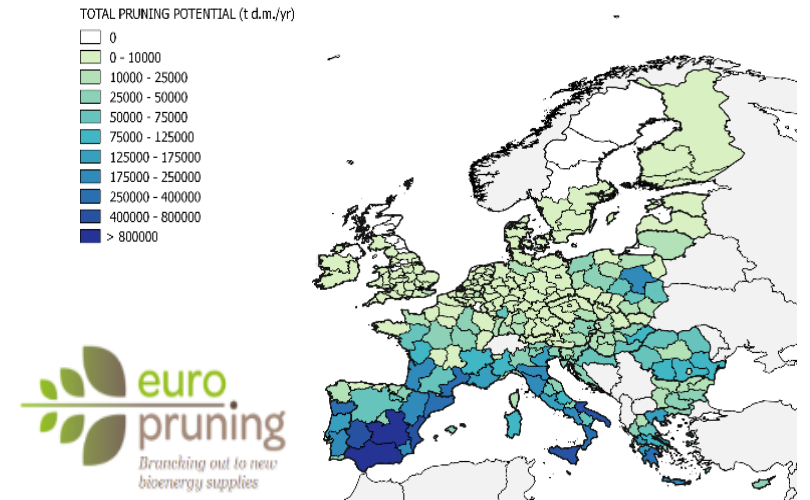 TOTAL PRUNING POTENTIAL (t d.m./yr)
0
0 - 10000
10000 - 25000
25000 - 50000
50000 - 75000
75000 - 125000
125000 - 175000
175000 - 250000
250000 - 400000
400000 - 800000
> 800000
euro
pruning
Branching out to new
bioenergy supplies